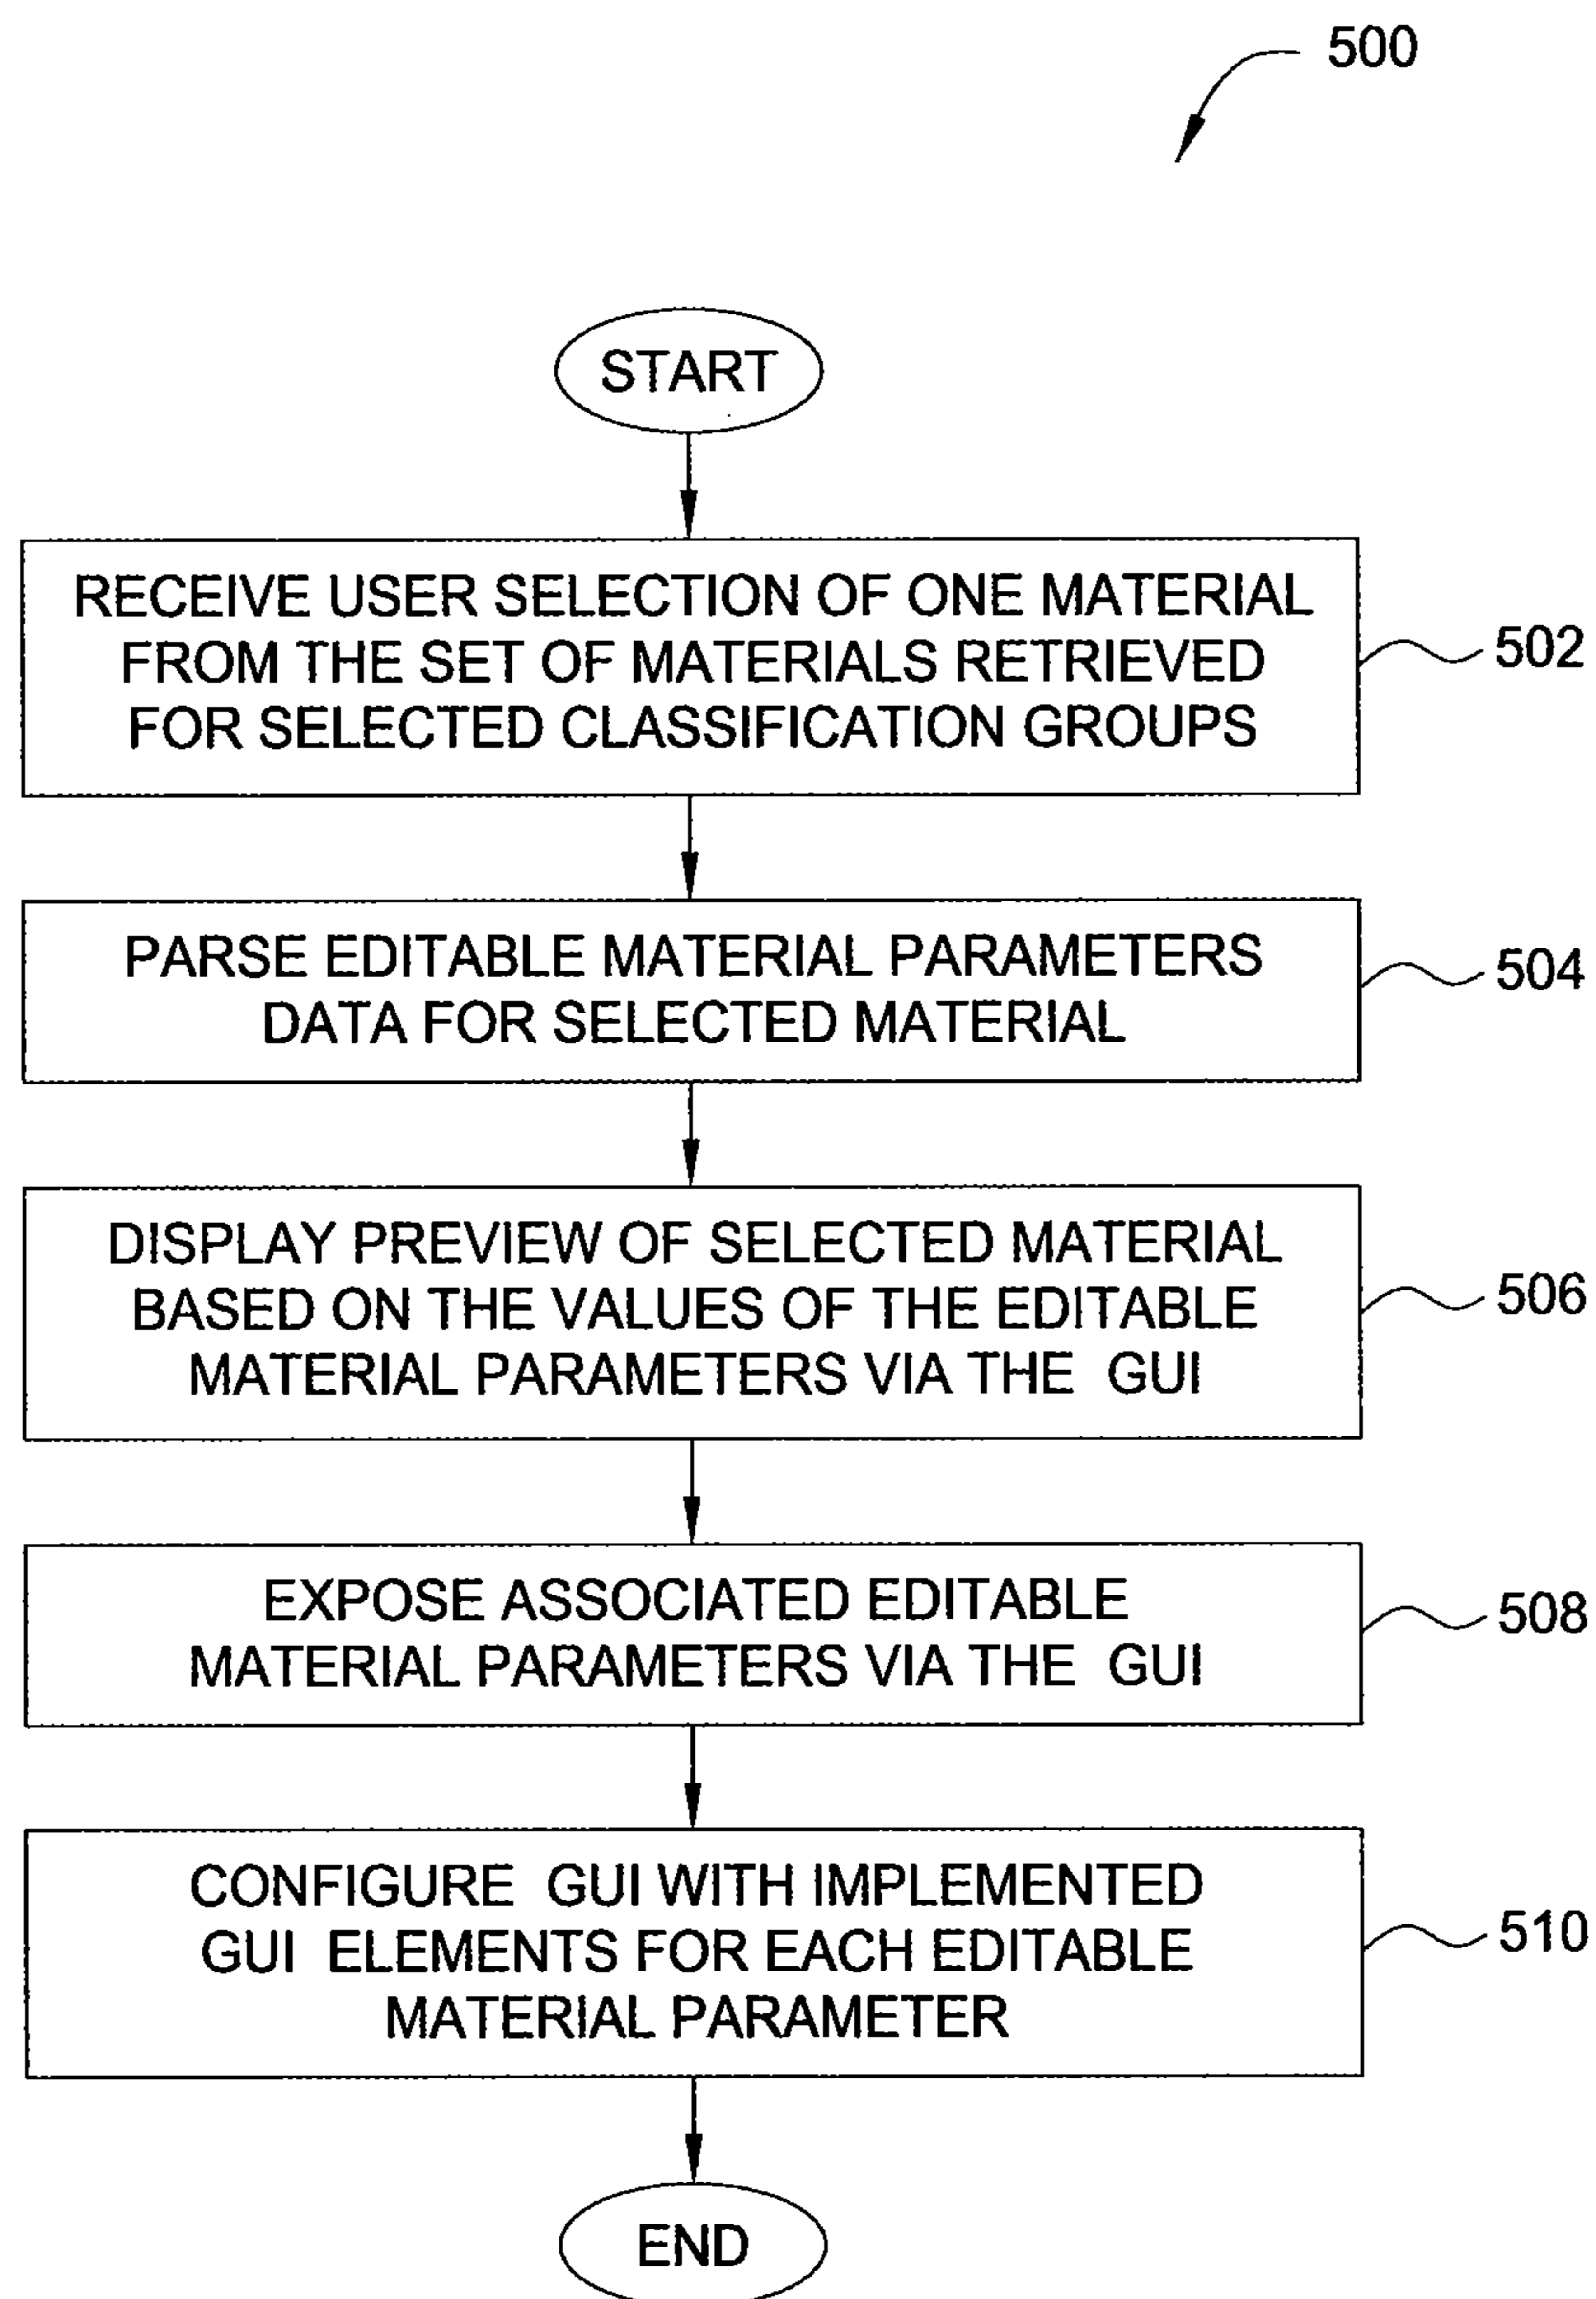 500
START
RECEIVE USER SELECTION OF ONE MATERIAL
FROM THE SET OF MATERIALS RETRIEVED
FOR SELECTED CLASSIFICATION GROUPS
502
PARSE EDITABLE MATERIAL PARAMETERS
DATA FOR SELECTED MATERIAL
504
DISPLAY PREVIEW OF SELECTED MATERIAL
BASED ON THE VALUES OF THE EDITABLE
MATERIAL PARAMETERS VIA THE GUI
506
EXPOSE ASSOCIATED EDITABLE
MATERIAL PARAMETERS VIA THE GUI
508
CONFIGURE GUI WITH IMPLEMENTED
GUI ELEMENTS FOR EACH EDITABLE
MATERIAL PARAMETER
510
END